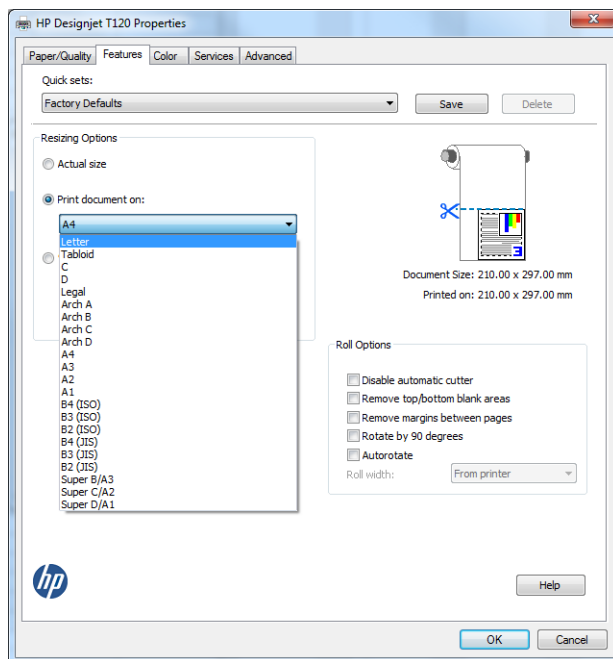 HP Designjet T120 Properties
Paper/Quality Features Color Services Advanced
Quick sets:
Factory Defaults
Save
Delete
Resizing Options
Actual size
Print document on:
A4
Letter
Tabloid
C
D
Legal
Arch A
Arch B
Arch C
Arch D
A4
A3
A2
A1
B4 (ISO)
B3 (ISO)
B2 (ISO)
B4 (JIS)
B3 (JIS)
B2 (JIS)
Super B/A3
Super C/A2
Super D/A1
3
Document Size: 210.00 x 297.00 mm
Printed on: 210.00 x 297.00 mm
Roll Options
Disable automatic cutter
Remove top/bottom blank areas
Remove margins between pages
Rotate by 90 degrees
Autorotate
Roll width: From printer
hp
Help
OK
Cancel